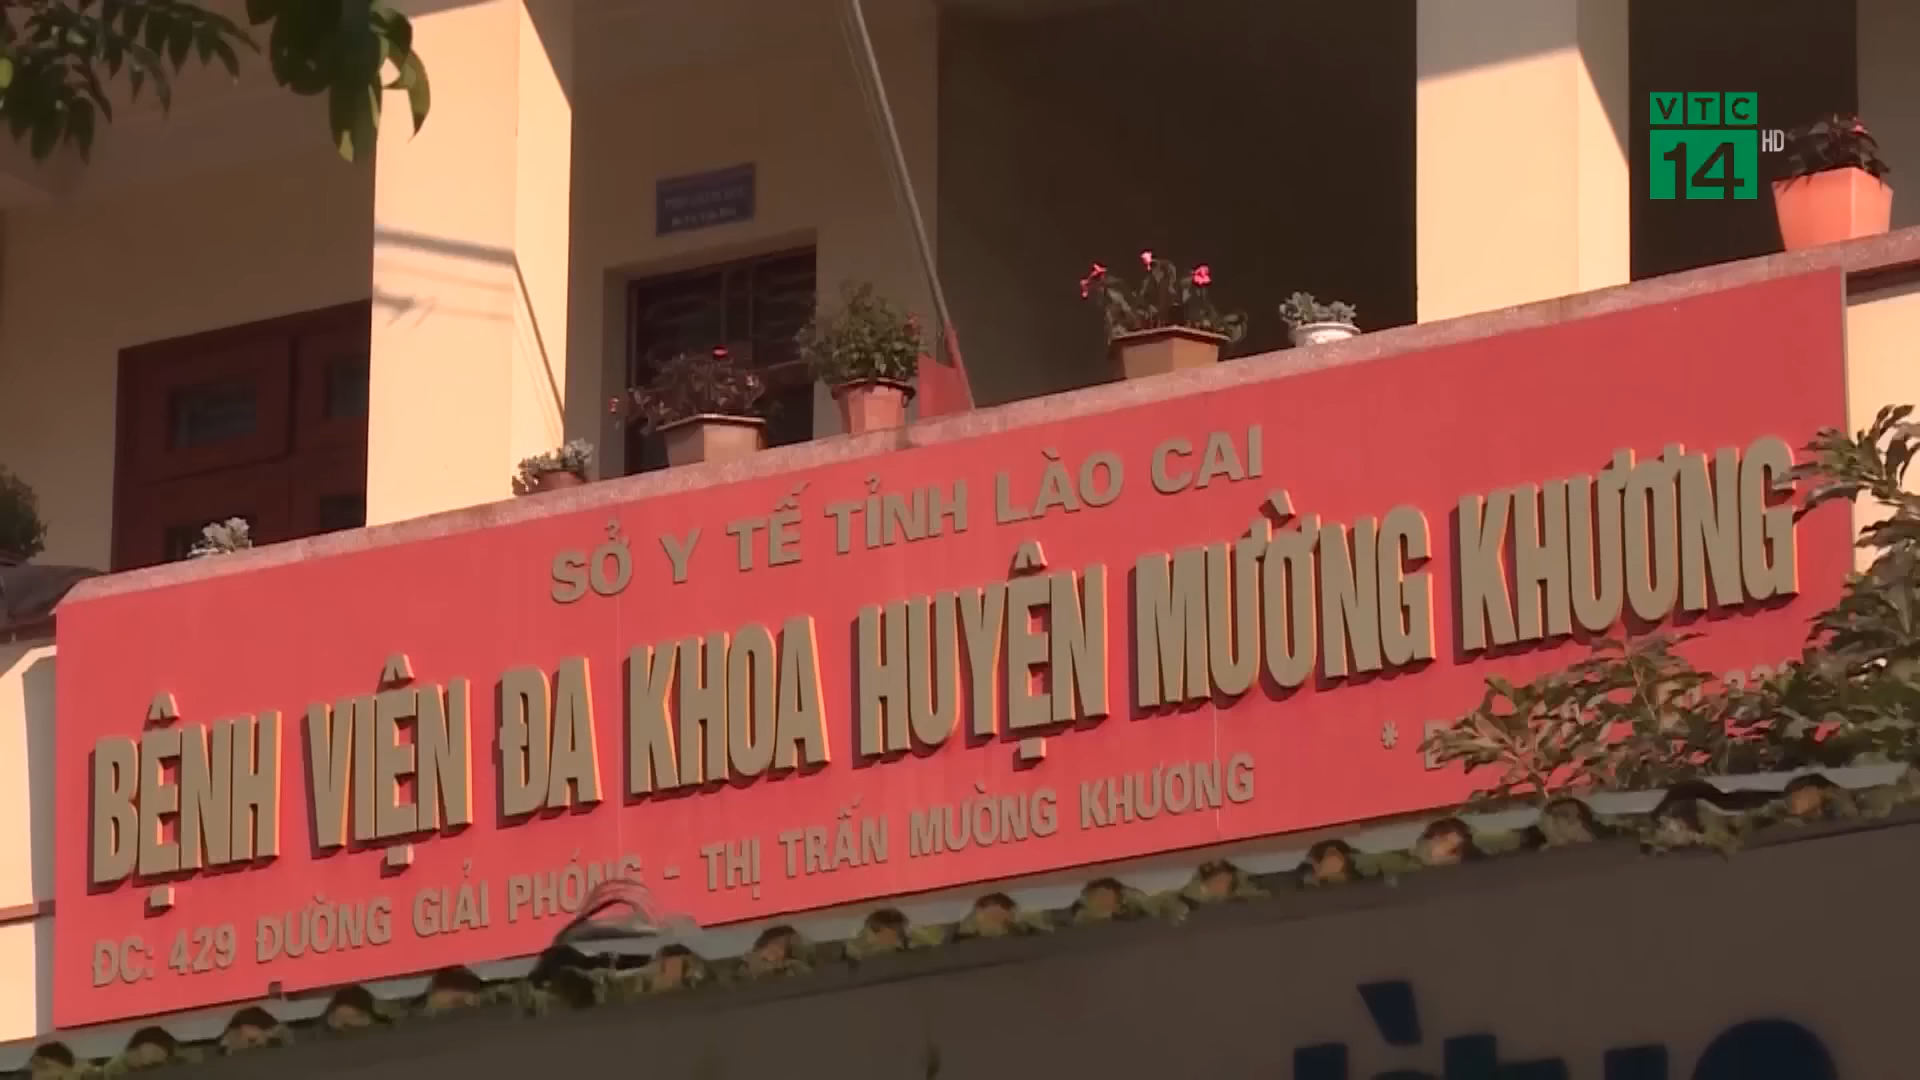 VTC
14 HD
SỞ Y TẾ TỈNH LÀO CAI
BỆNH VIỆN ĐA KHOA HUYỆN MƯỜNG KHƯƠNG
ĐC: 429 ĐƯỜNG GIẢI PHÓNG - THỊ TRẤN MƯỜNG KHƯƠNG *